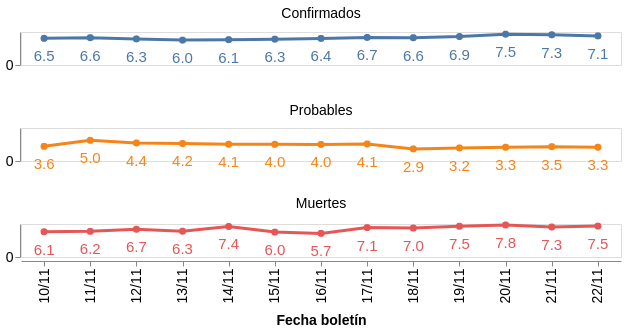 Confirmados
0
6.5 6.6 6.3 6.0 6.1 6.3 6.4 6.7 6.6 6.9 7.5 7.3 7.1
Probables
0
3.6 5.0 4.4 4.2 4.1 4.0 4.0 4.1 2.9 3.2 3.3 3.5 3.3
Muertes
0
6.1 6.2 6.7 6.3 7.4 6.0 5.7 7.1 7.0 7.5 7.8 7.3 7.5
10/11 11/11 12/11 13/11 14/11 15/11 16/11 17/11 18/11 19/11 20/11 21/11 22/11
Fecha boletín